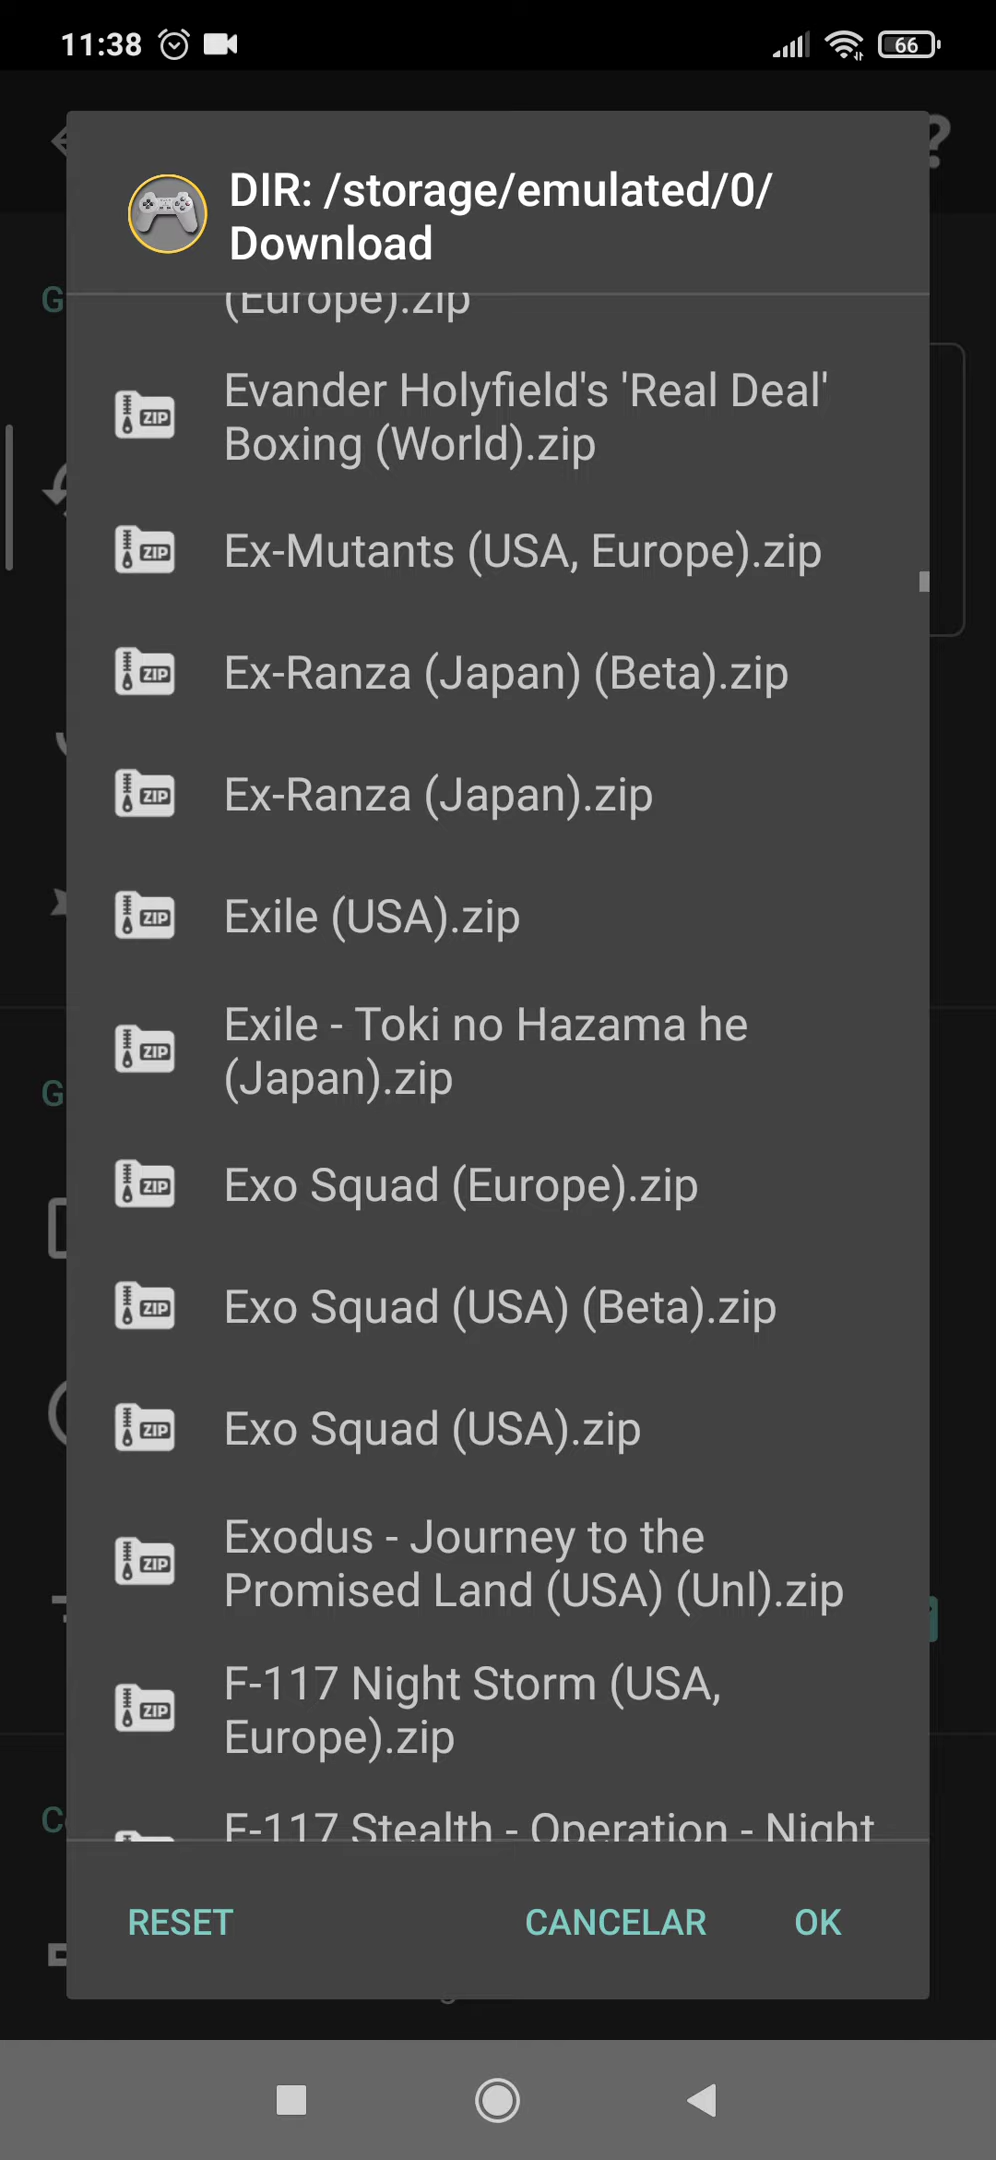 11:38
66
DIR: /storage/emulated/0/
Download
(Europe).zip
Evander Holyfield's 'Real Deal'
Boxing (World).zip
Ex-Mutants (USA, Europe).zip
Ex-Ranza (Japan) (Beta).zip
Ex-Ranza (Japan).zip
Exile (USA).zip
Exile - Toki no Hazama he
(Japan).zip
Exo Squad (Europe).zip
Exo Squad (USA) (Beta).zip
Exo Squad (USA).zip
Exodus - Journey to the
Promised Land (USA) (Unl).zip
F-117 Night Storm (USA,
Europe).zip
F-117 Stealth - Operation - Night
RESET
CANCELAR
OK